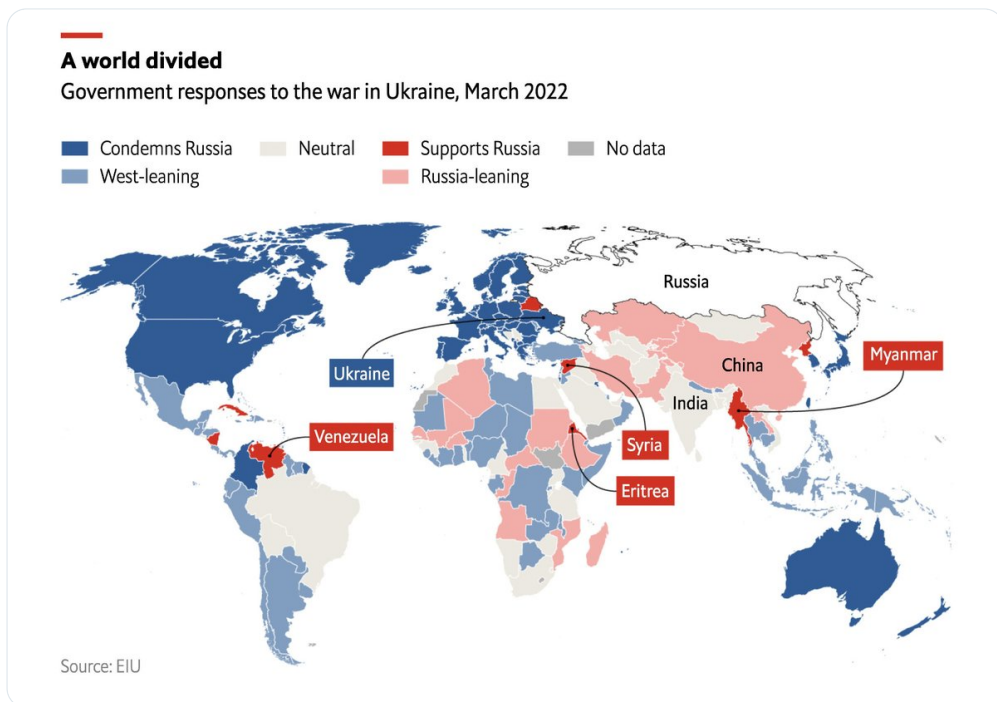 A world divided
Government responses to the war in Ukraine, March 2022
Condemns Russia Neutral Supports Russia No data
West-leaning Russia-leaning
Russia
Myanmar
China
Ukraine
India
Venezuela
Syria
Eritrea
Source: EIU